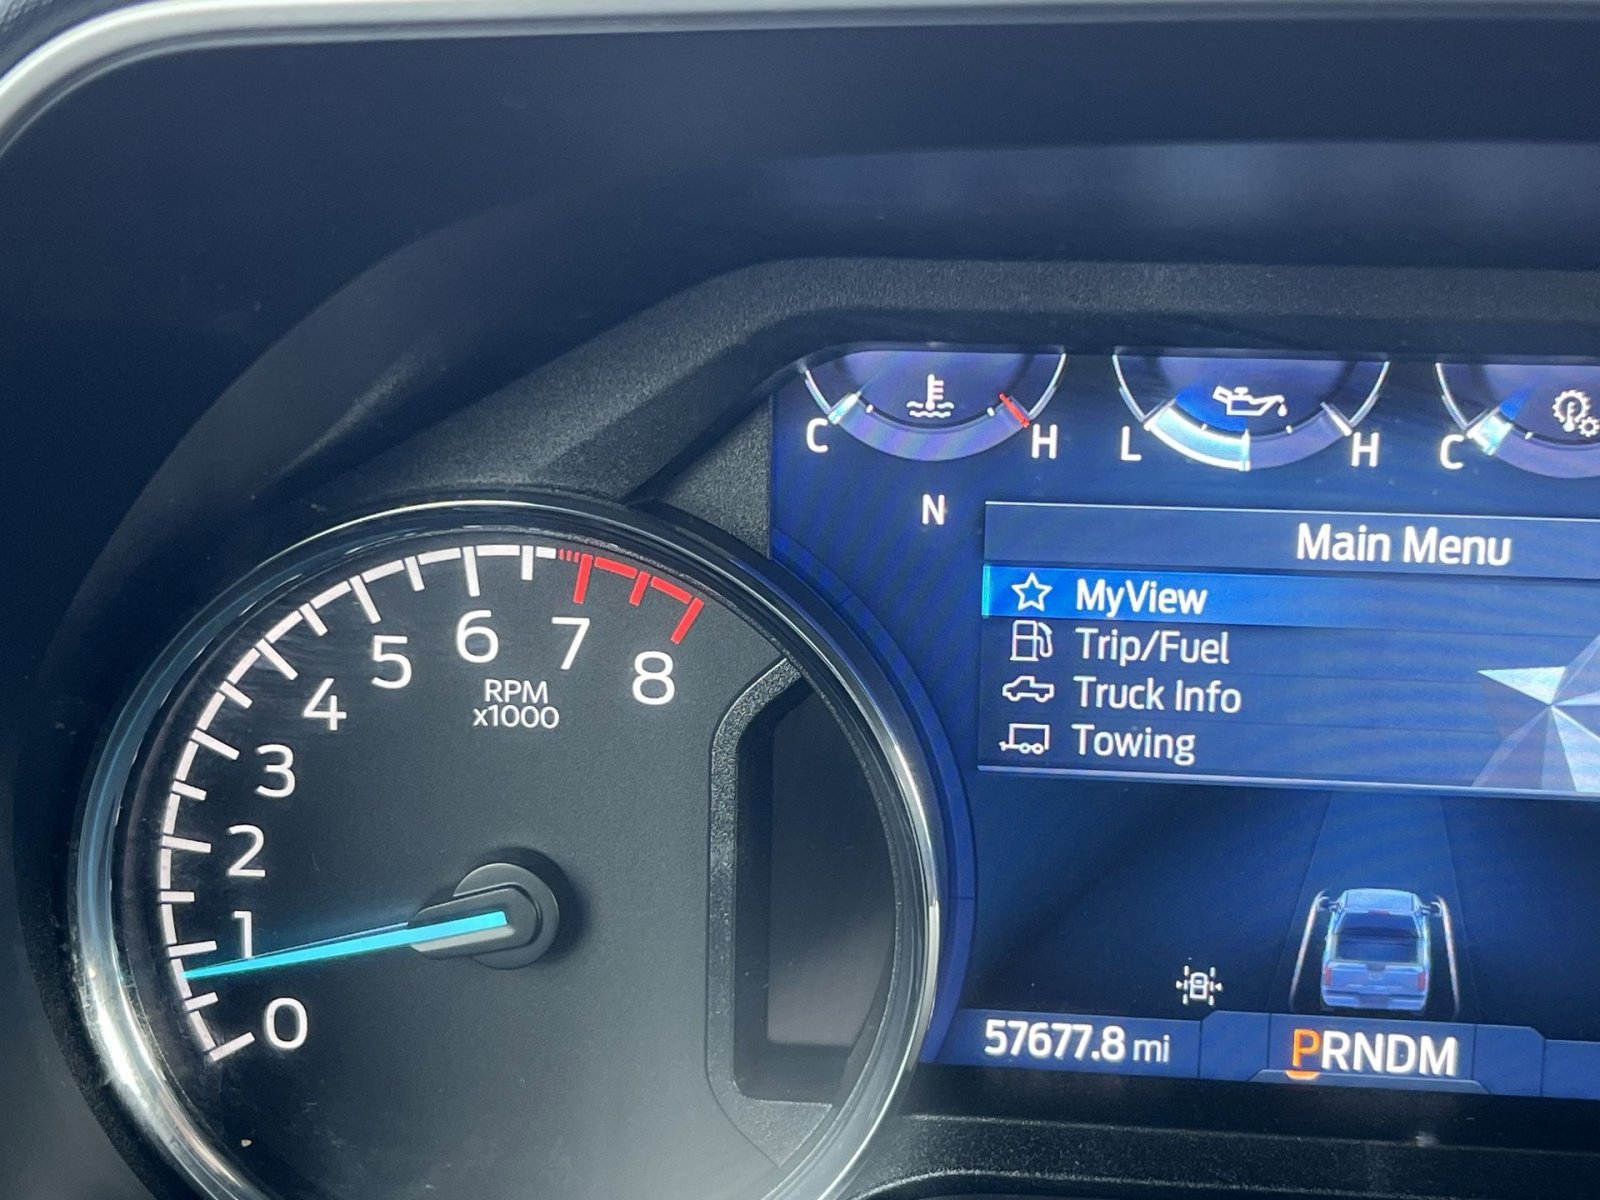 C H L H C
N
Main Menu
MyView
Trip/Fuel
Truck Info
Towing
0 1 2 3 4 5 6 7 8
RPM
x1000
57677.8 mi
PRNDM